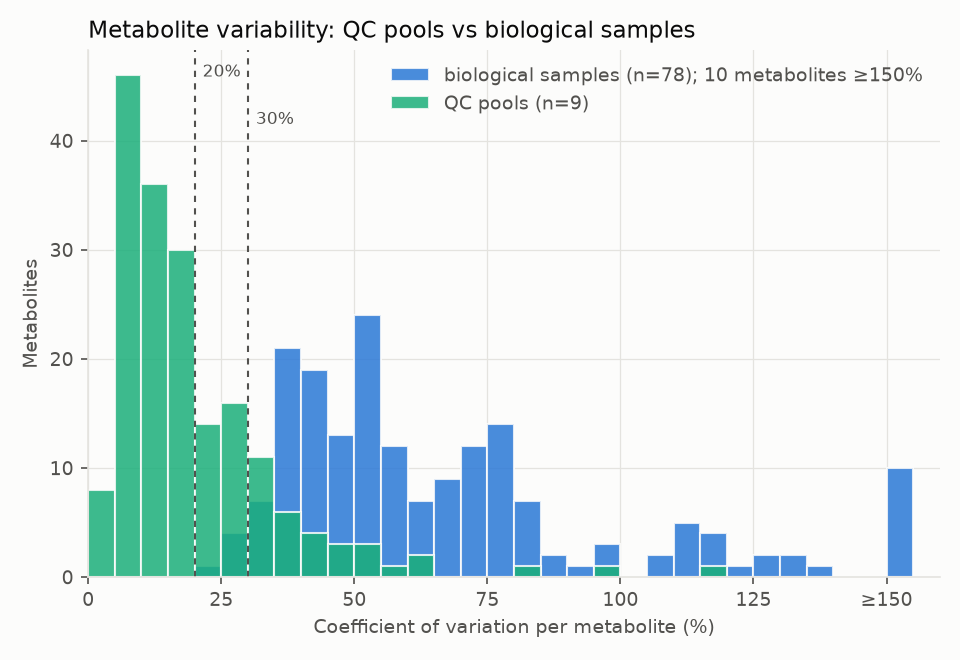 Metabolite variability: QC pools vs biological samples
20%
30%
biological samples (n=78); 10 metabolites ≥150%
QC pools (n=9)
Metabolites
40
30
20
10
0
0 25 50 75 100 125 ≥150
Coefficient of variation per metabolite (%)